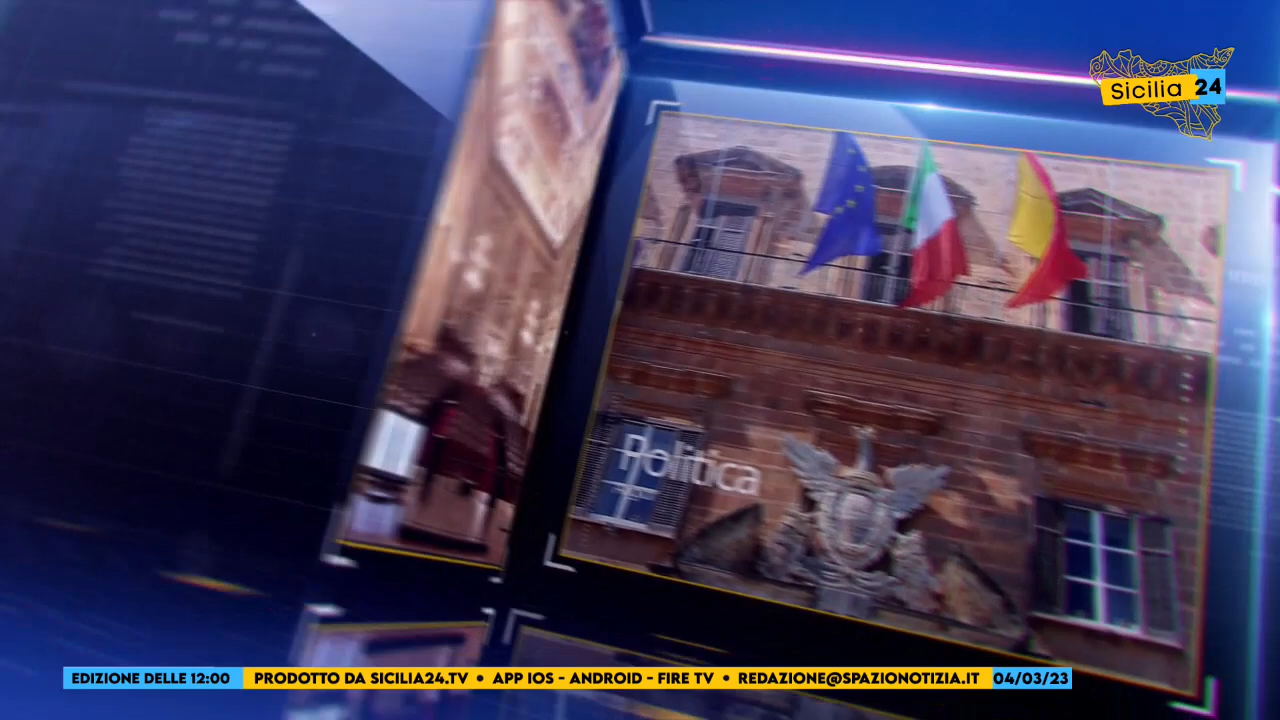 Sicilia 24
Politica
EDIZIONE DELLE 12:00 PRODOTTO DA SICILIA24.TV • APP IOS - ANDROID - FIRE TV • REDAZIONE@SPAZIONOTIZIA.IT 04/03/23